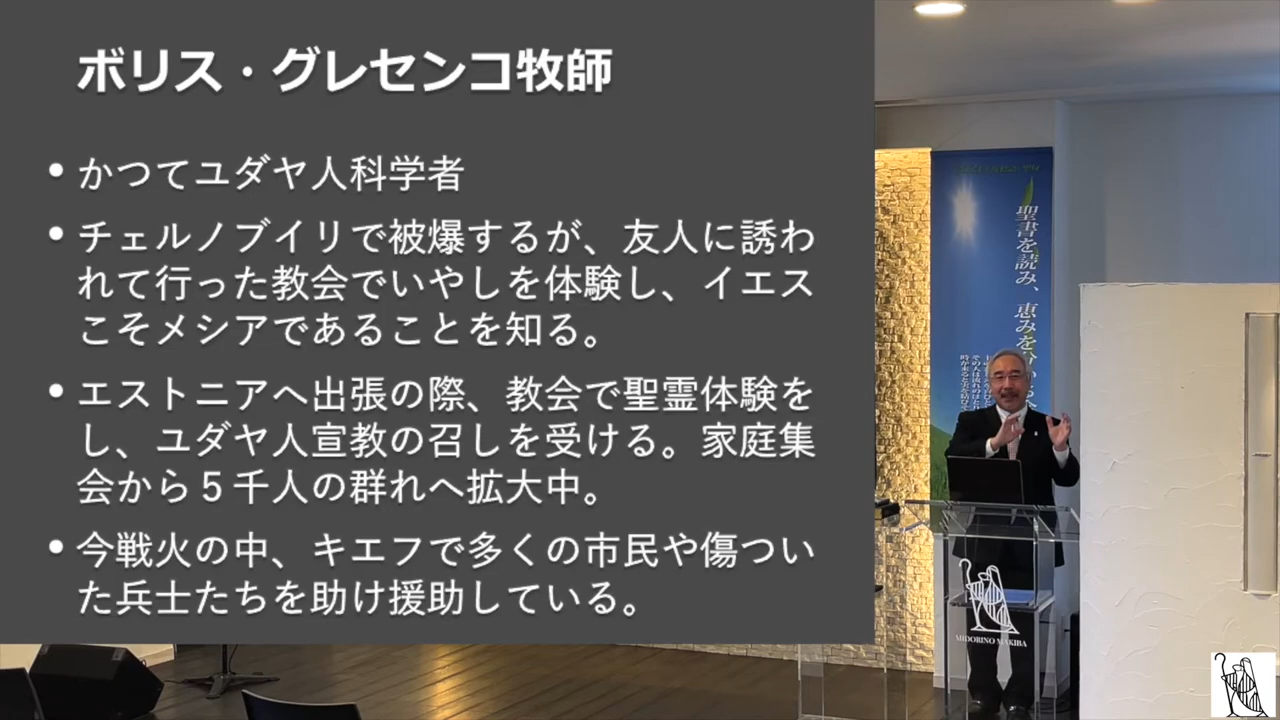 ボリス・グレセンコ牧師
• かつてユダヤ人科学者
• チェルノブイリで被爆するが、友人に誘わ
れて行った教会でいやしを体験し、イエス
こそメシアであることを知る。
• エストニアへ出張の際、教会で聖霊体験を
し、ユダヤ人宣教の召しを受ける。家庭集
会から５千人の群れへ拡大中。
• 今戦火の中、キエフで多くの市民や傷つい
た兵士たちを助け援助している。
聖書を読み、恵みを
MIDORINO MAKIBA